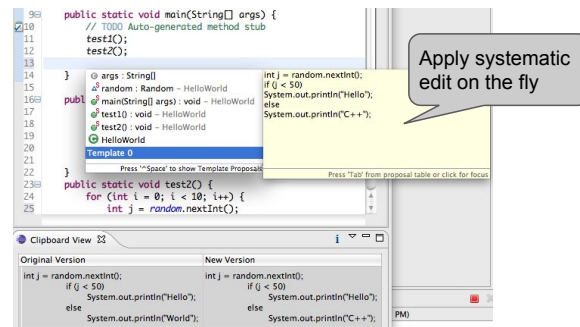 9 public static void main(String[] args) {
10 // TODO Auto-generated method stub
11 test1();
12 test2();
13
14 }
15
16 publ
17
18
19
20
21
22 }
23 public static void test2() {
24 for (int i = 0; i < 10; i++) {
25 int j = random.nextInt();
args : String[]
random : Random – HelloWorld
main(String[] args) : void – HelloWorld
test1() : void – HelloWorld
test2() : void – HelloWorld
HelloWorld
Template 0
Press '^Space' to show Template Proposals
int j = random.nextInt();
if (j < 50)
System.out.println("Hello");
else
System.out.println("C++");
Press 'Tab' from proposal table or click for focus
Apply systematic
edit on the fly
Clipboard View
Original Version New Version
int j = random.nextInt(); int j = random.nextInt();
if (j < 50) if (j < 50)
System.out.println("Hello"); System.out.println("Hello");
else else
System.out.println("World"); System.out.println("C++");
PM)